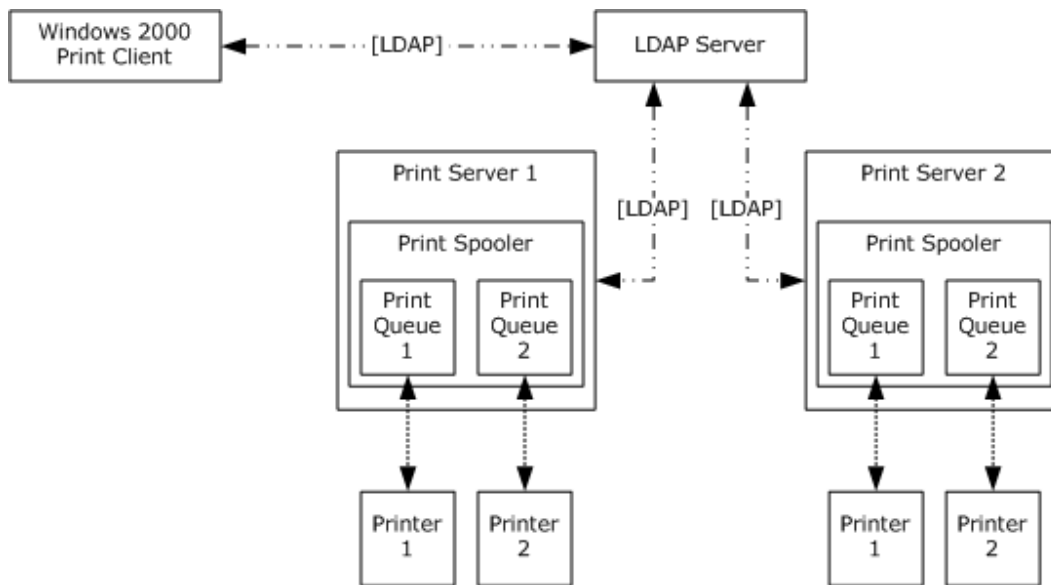 Windows 2000
Print Client
[LDAP]
LDAP Server
Print Server 1
Print Server 2
[LDAP]
[LDAP]
Print Spooler
Print Spooler
Print
Queue
1
Print
Queue
2
Print
Queue
1
Print
Queue
2
Printer
1
Printer
2
Printer
1
Printer
2